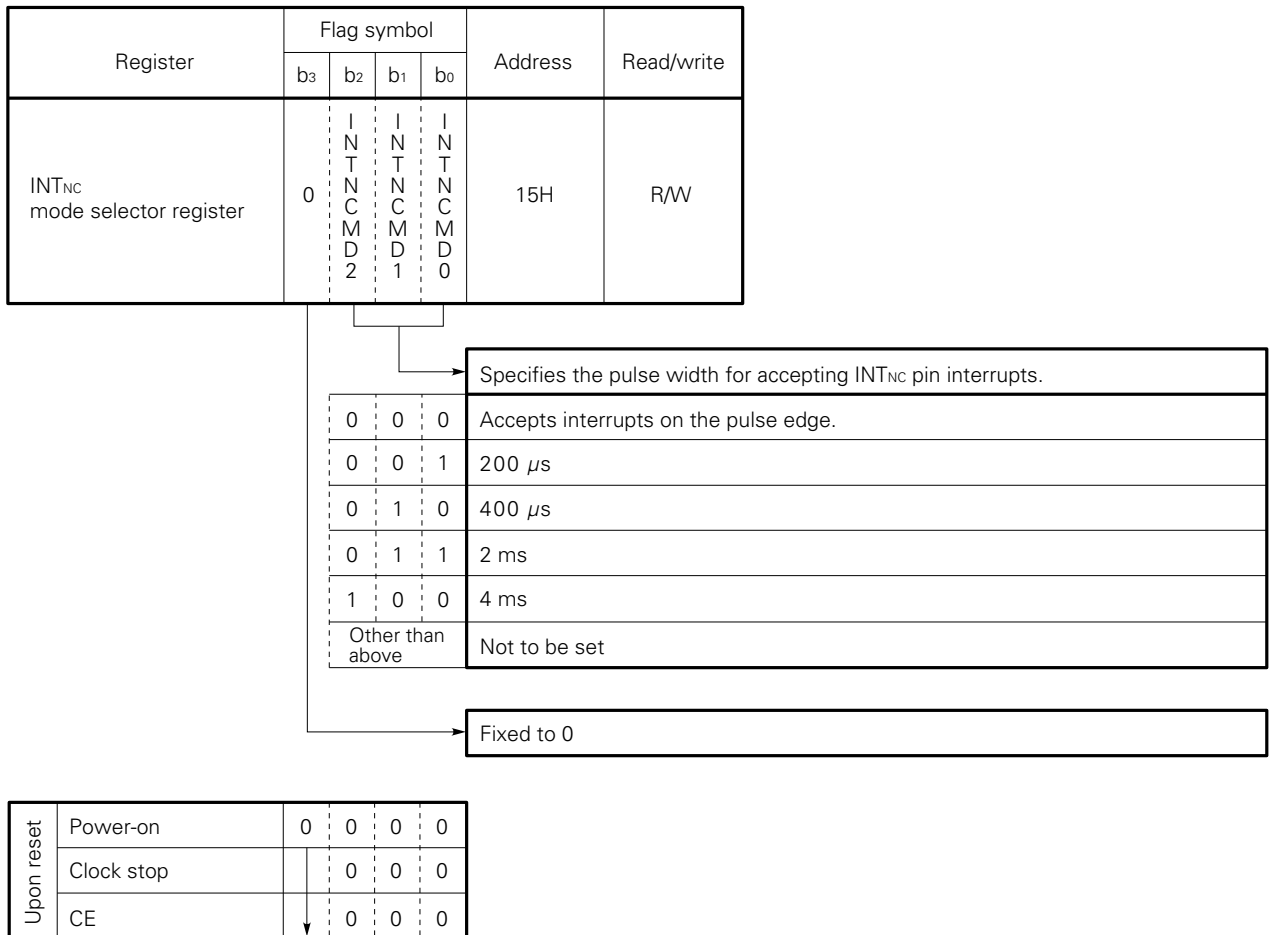 Register
Flag symbol
Address
Read/write
b3 b2 b1 b0
INTNC
mode selector register
0
INTNCMD2
INTNCMD1
INTNCMD0
15H
R/W
Specifies the pulse width for accepting INTNC pin interrupts.
0 0 0 Accepts interrupts on the pulse edge.
0 0 1 200 µs
0 1 0 400 µs
0 1 1 2 ms
1 0 0 4 ms
Other than
above
Not to be set
Fixed to 0
Upon reset
Power-on 0 0 0 0
Clock stop 0 0 0
CE 0 0 0